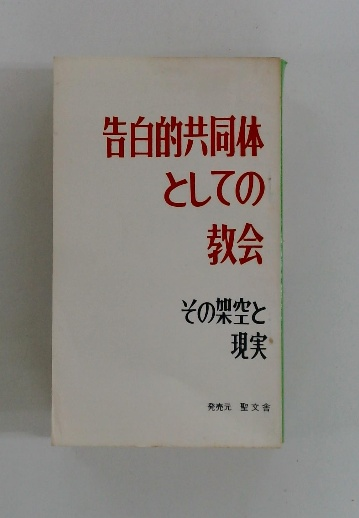 告白的共同体
としての
教会
その架空と
現実
発売元 聖文舎